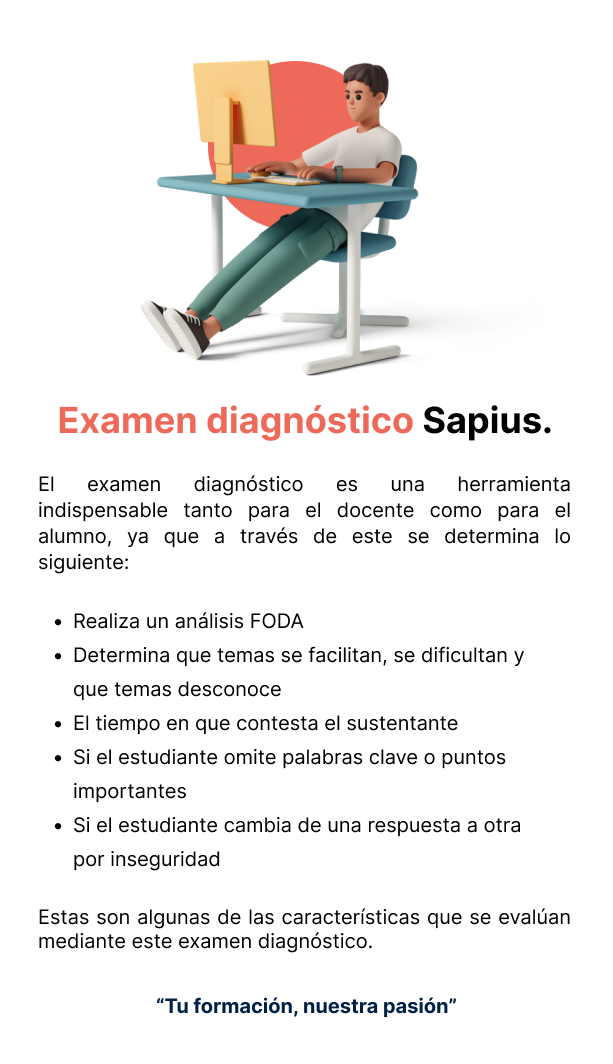 Examen diagnóstico Sapius.
El examen diagnóstico es una herramienta
indispensable tanto para el docente como para el
alumno, ya que a través de este se determina lo
siguiente:
• Realiza un análisis FODA
• Determina que temas se facilitan, se dificultan y
que temas desconoce
• El tiempo en que contesta el sustentante
• Si el estudiante omite palabras clave o puntos
importantes
• Si el estudiante cambia de una respuesta a otra
por inseguridad
Estas son algunas de las características que se evalúan
mediante este examen diagnóstico.
“Tu formación, nuestra pasión”